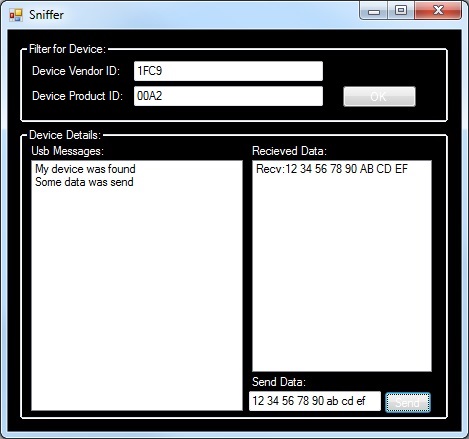 Sniffer
Filter for Device:
Device Vendor ID: 1FC9
Device Product ID: 00A2 OK
Device Details:
Usb Messages:
My device was found
Some data was send
Recieved Data:
Recv:12 34 56 78 90 AB CD EF
Send Data:
12 34 56 78 90 ab cd ef Send